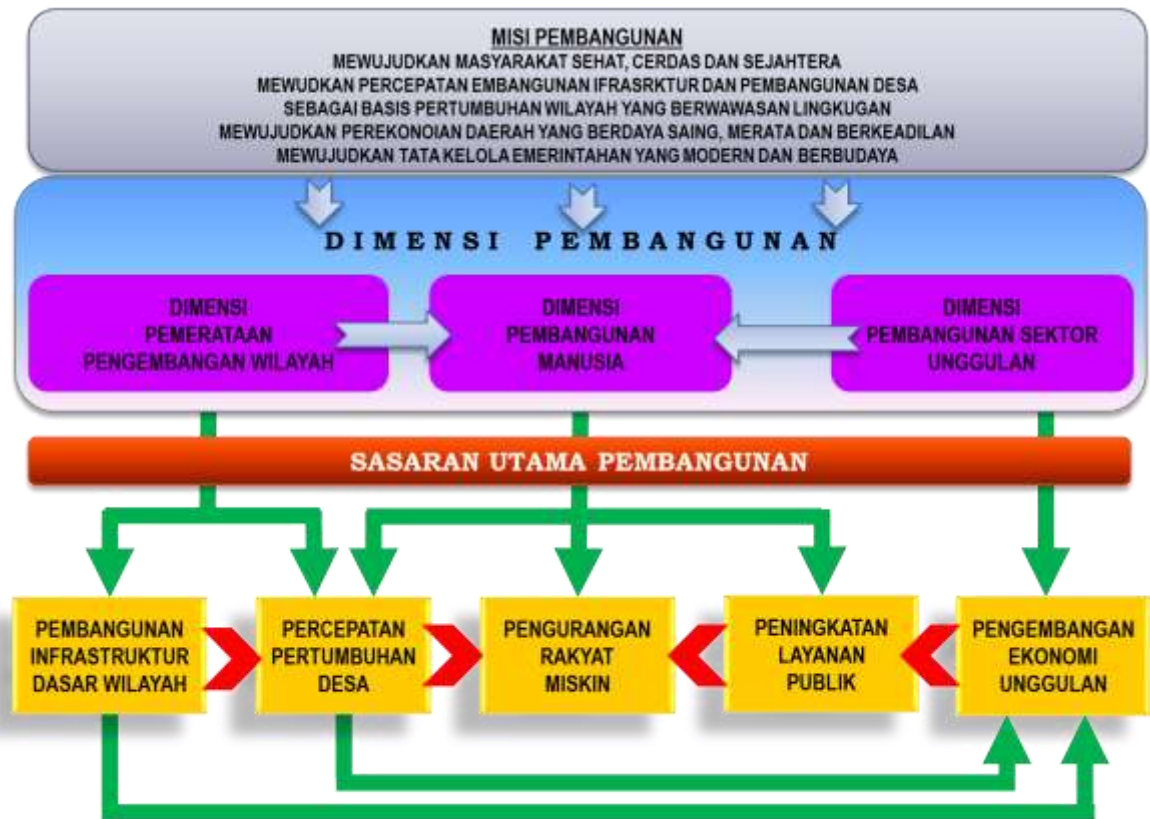 MISI PEMBANGUNAN
MEWUJUDKAN MASYARAKAT SEHAT, CERDAS DAN SEJAHTERA
MEWUDKAN PERCEPATAN EMBANGUNAN IFRASRKTUR DAN PEMBANGUNAN DESA
SEBAGAI BASIS PERTUMBUHAN WILAYAH YANG BERWAWASAN LINGKUGAN
MEWUJUDKAN PEREKONOIAN DAERAH YANG BERDAYA SAING, MERATA DAN BERKEADILAN
MEWUJUDKAN TATA KELOLA EMERINTAHAN YANG MODERN DAN BERBUDAYA
DIMENSI PEMBANGUNAN
DIMENSI
PEMERATAAN
PENGEMBANGAN WILAYAH
DIMENSI
PEMBANGUNAN
MANUSIA
DIMENSI
PEMBANGUNAN SEKTOR
UNGGULAN
SASARAN UTAMA PEMBANGUNAN
PEMBANGUNAN
INFRASTRUKTUR
DASAR WILAYAH
PERCEPATAN
PERTUMBUHAN
DESA
PENGURANGAN
RAKYAT
MISKIN
PENINGKATAN
LAYANAN
PUBLIK
PENGEMBANGAN
EKONOMI
UNGGULAN